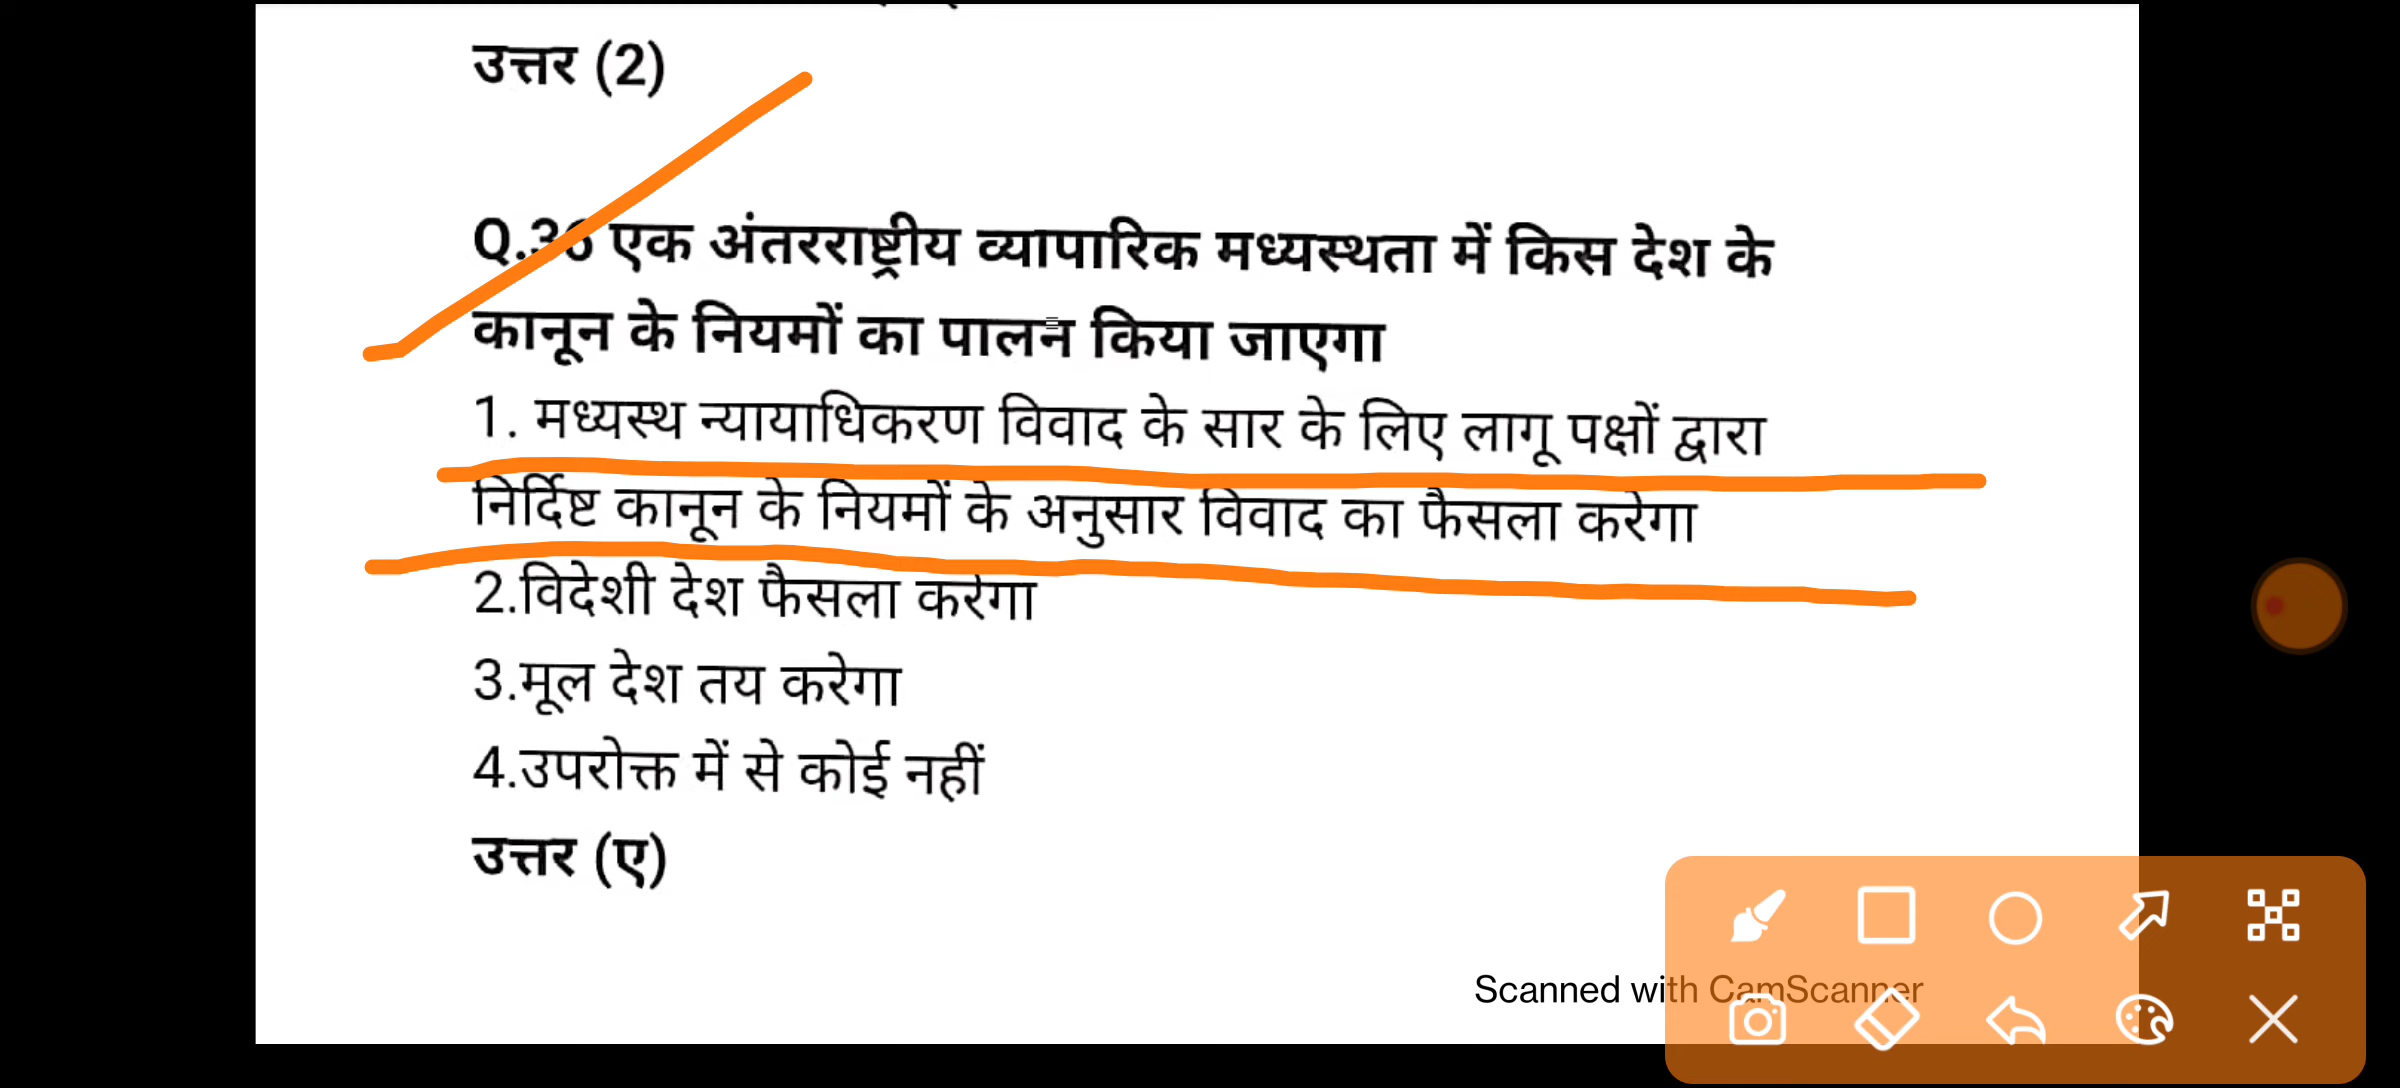 उत्तर (2)
Q.36 एक अंतरराष्ट्रीय व्यापारिक मध्यस्थता में किस देश के
कानून के नियमों का पालन किया जाएगा
1. मध्यस्थ न्यायाधिकरण विवाद के सार के लिए लागू पक्षों द्वारा
निर्दिष्ट कानून के नियमों के अनुसार विवाद का फैसला करेगा
2.विदेशी देश फैसला करेगा
3.मूल देश तय करेगा
4.उपरोक्त में से कोई नहीं
उत्तर (ए)
Scanned with CamScanner